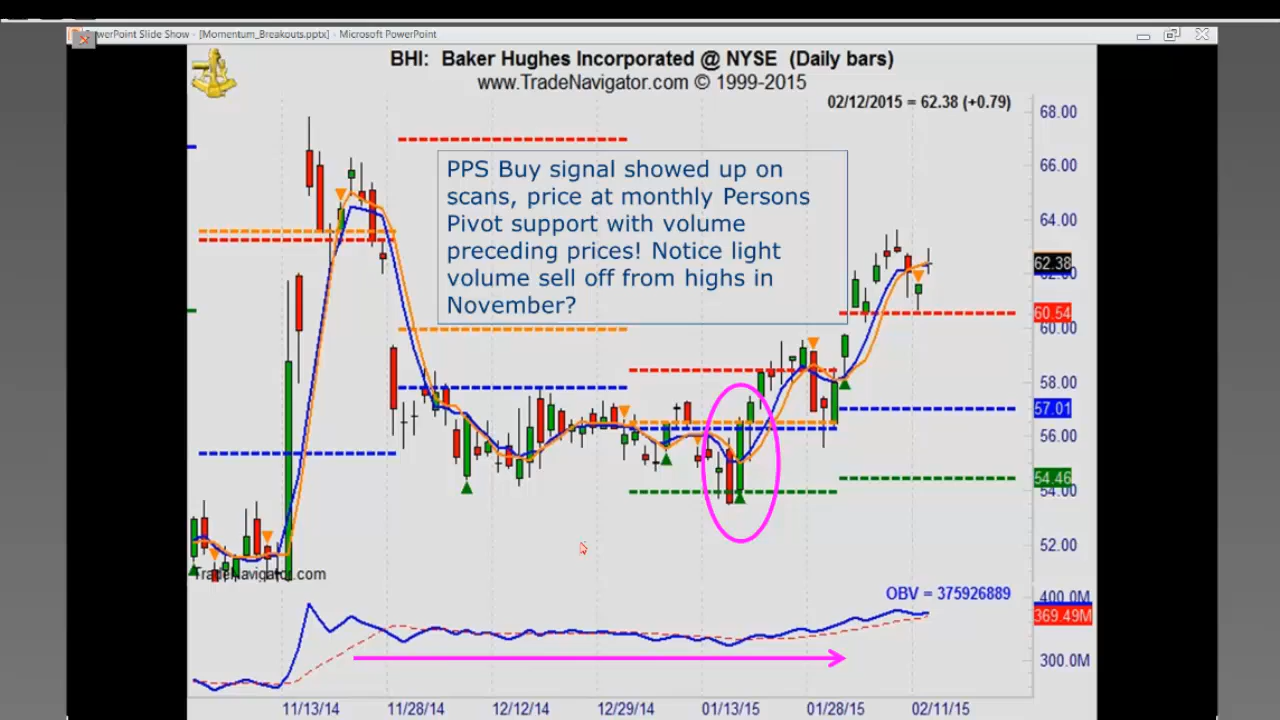 werPoint Slide Show - [Momentum_Breakouts.pptx] - Microsoft PowerPoint
BHI: Baker Hughes Incorporated @ NYSE (Daily bars)
www.TradeNavigator.com © 1999-2015
02/12/2015 = 62.38 (+0.79)
PPS Buy signal showed up on
scans, price at monthly Persons
Pivot support with volume
preceding prices! Notice light
volume sell off from highs in
November?
68.00
66.00
64.00
62.38
62.00
60.54
60.00
58.00
57.01
56.00
54.46
54.00
52.00
TradeNavigator.com
OBV = 375926889
400.0M
369.49M
300.0M
11/13/14 11/28/14 12/12/14 12/29/14 01/13/15 01/28/15 02/11/15